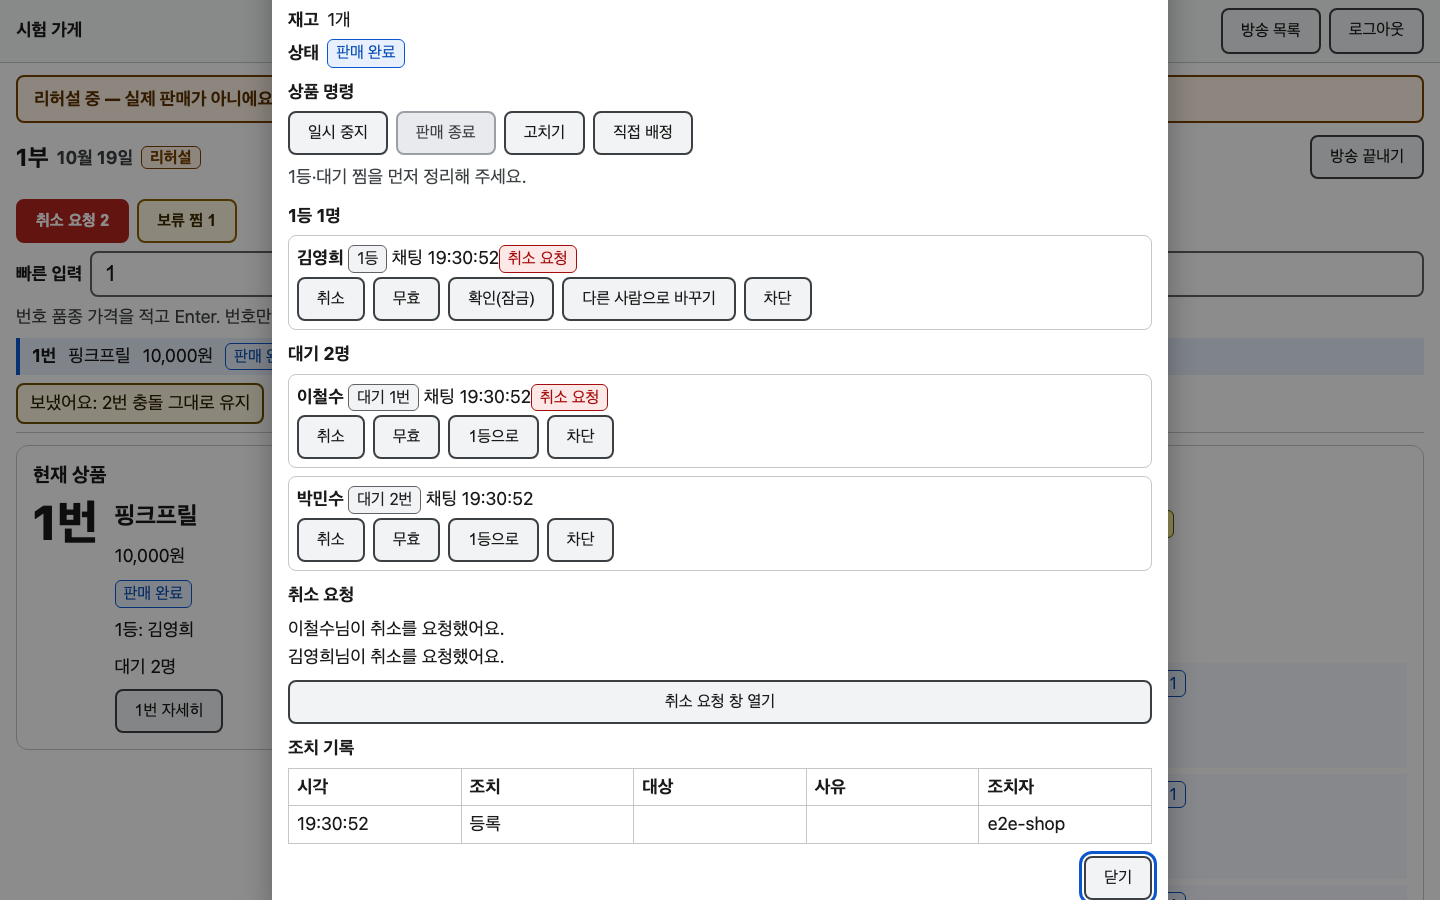 시험 가게
방송 목록
로그아웃
리허설 중 — 실제 판매가 아니에요
1부 10월 19일 리허설
방송 끝내기
취소 요청 2
보류 찜 1
빠른 입력 1
번호 품종 가격을 적고 Enter. 번호만
1번 핑크프릴 10,000원 판매 완
보냈어요: 2번 충돌 그대로 유지
현재 상품
1번 핑크프릴
10,000원
판매 완료
1등: 김영희
대기 2명
1번 자세히
재고 1개
상태 판매 완료
상품 명령
일시 중지 판매 종료 고치기 직접 배정
1등·대기 찜을 먼저 정리해 주세요.
1등 1명
김영희 1등 채팅 19:30:52 취소 요청
취소 무효 확인(잠금) 다른 사람으로 바꾸기 차단
대기 2명
이철수 대기 1번 채팅 19:30:52 취소 요청
취소 무효 1등으로 차단
박민수 대기 2번 채팅 19:30:52
취소 무효 1등으로 차단
취소 요청
이철수님이 취소를 요청했어요.
김영희님이 취소를 요청했어요.
취소 요청 창 열기
조치 기록
시각 조치 대상 사유 조치자
19:30:52 등록 e2e-shop
닫기
1
1